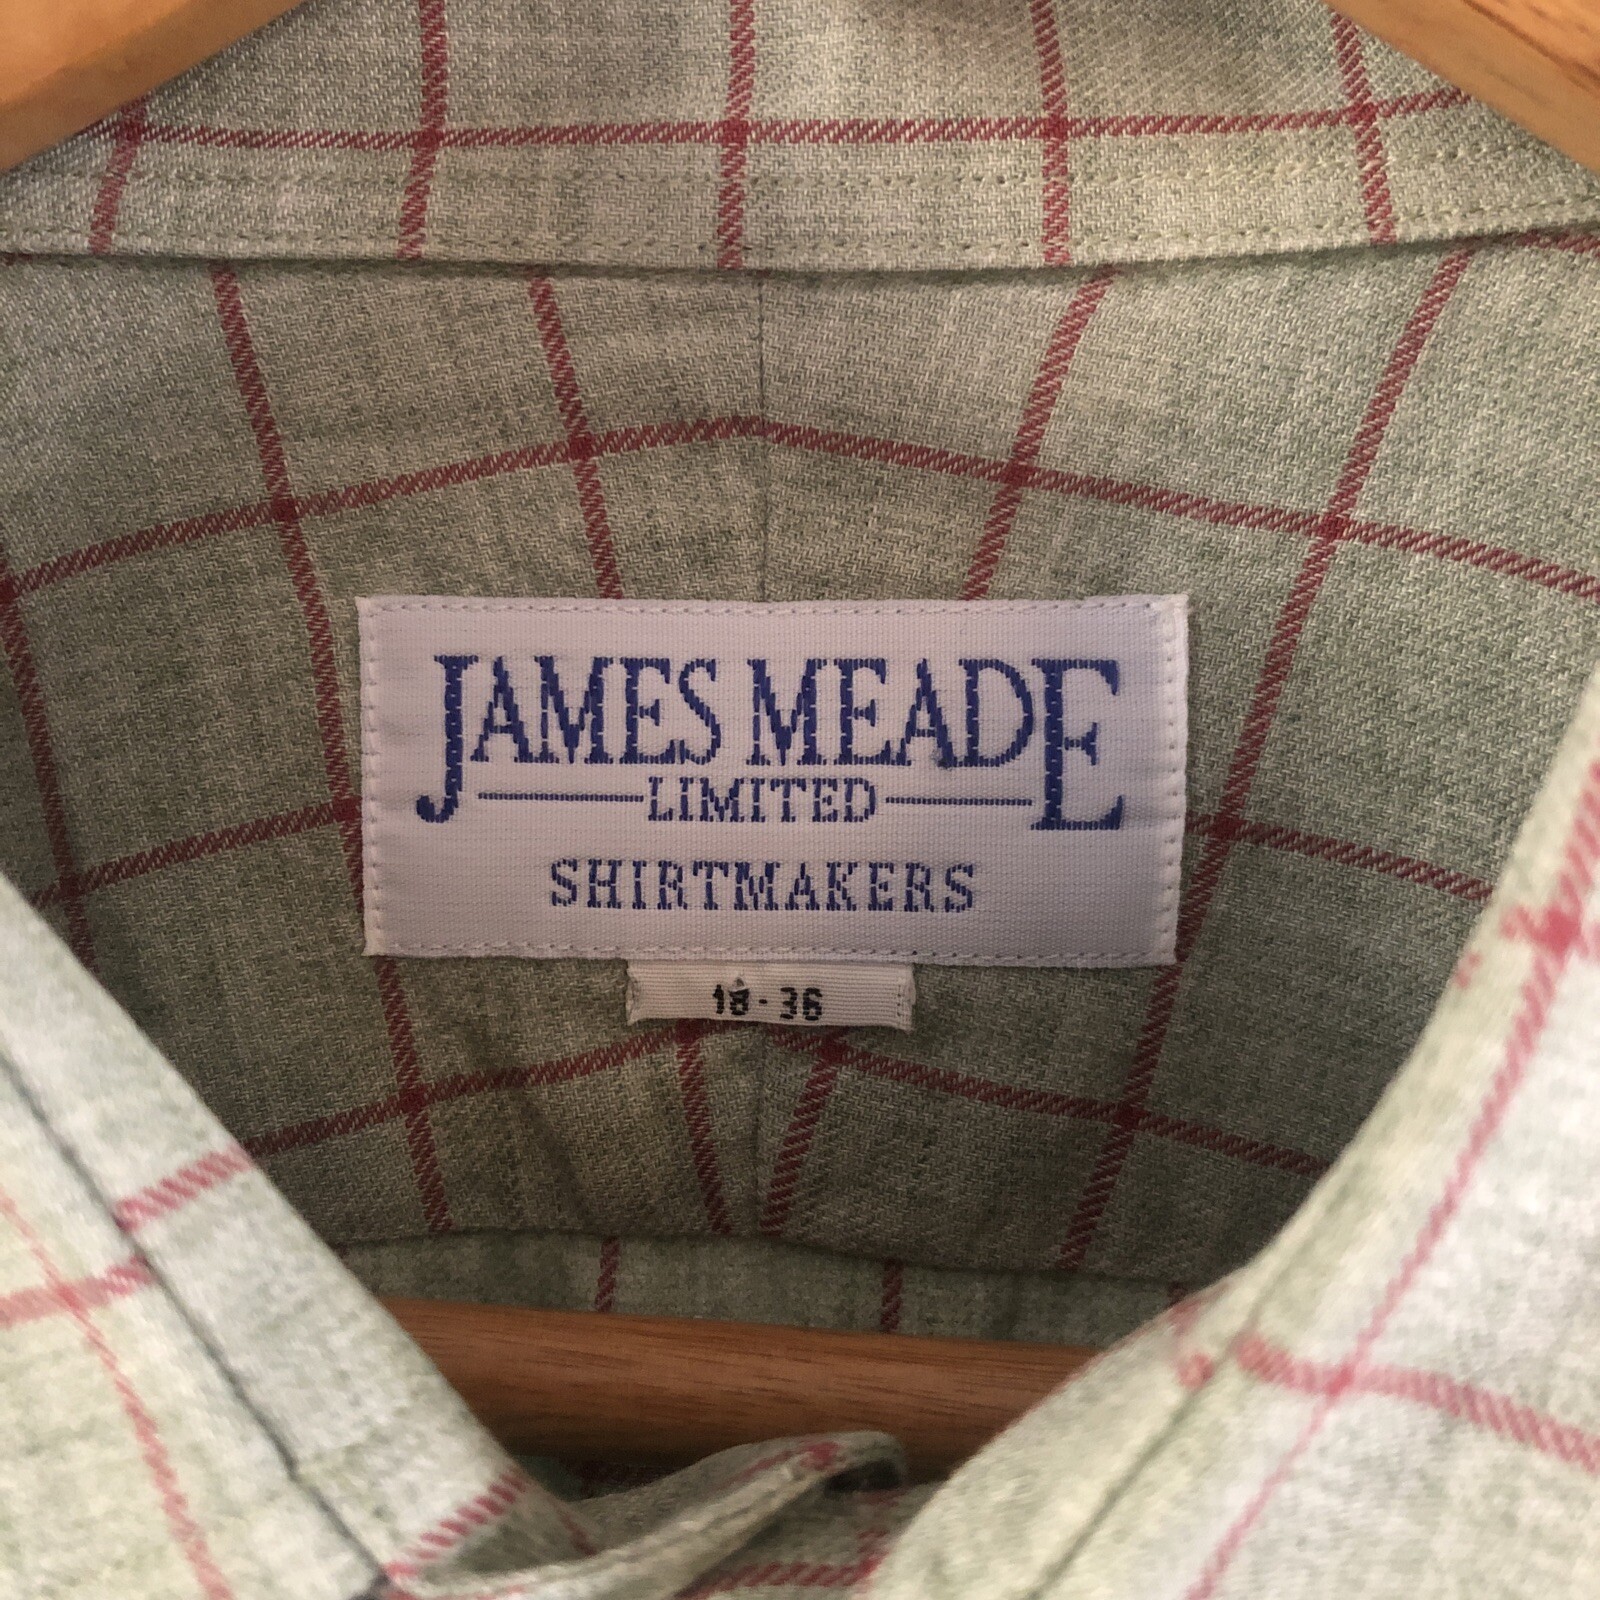 JAMES MEADE
LIMITED
SHIRTMAKERS
18-36